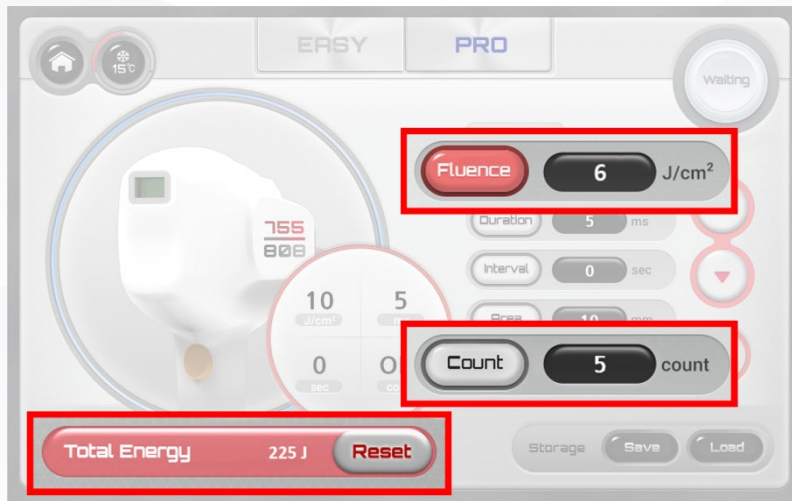 EASY
PRO
15℃
Waiting
Fluence 6 J/cm²
755
808
Duration 5 ms
Interval 0 sec
10 J/cm²
5
Area 10 mm
0 sec
Count 5 count
Total Energy 225 J Reset
Storage Save Load